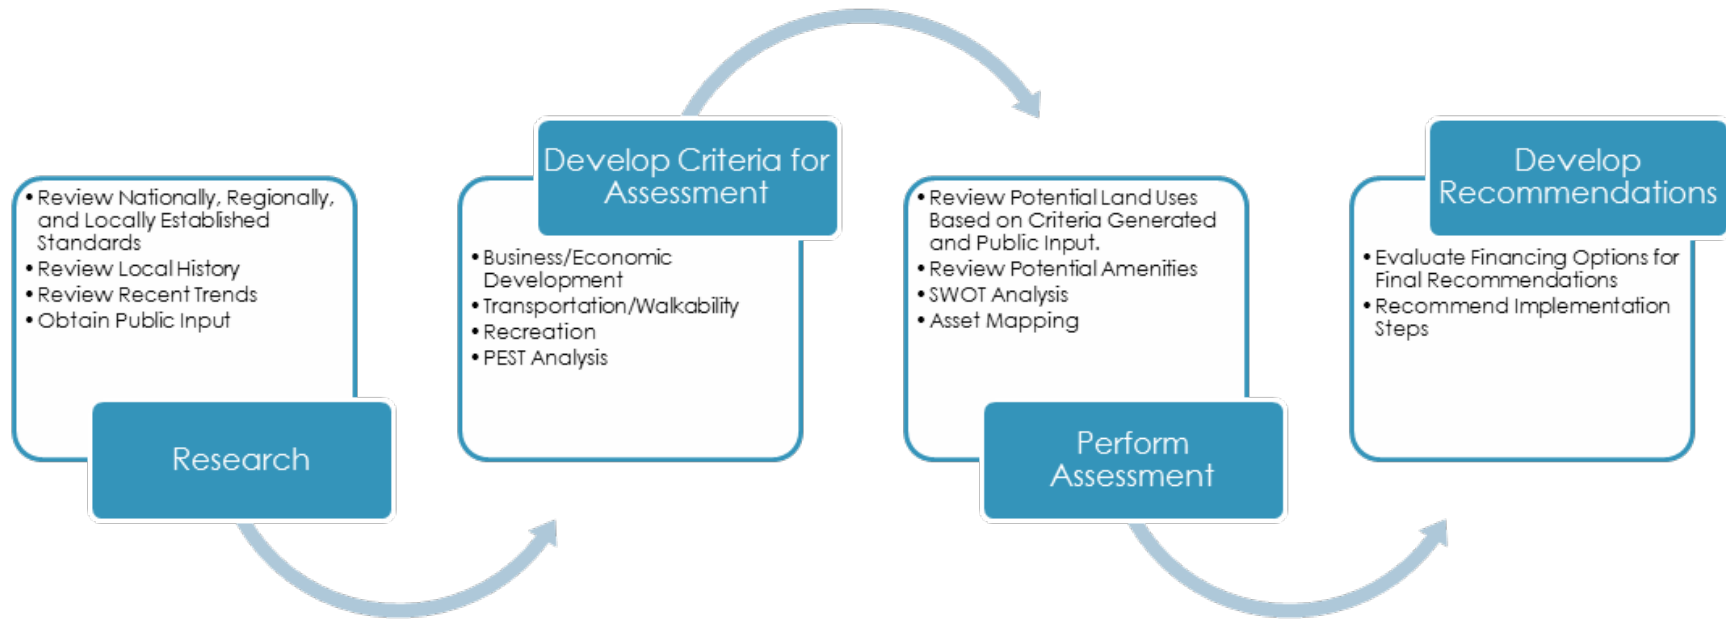 • Review Nationally, Regionally,
and Locally Established
Standards
• Review Local History
• Review Recent Trends
• Obtain Public Input
Research
Develop Criteria for
Assessment
• Business/Economic
Development
• Transportation/Walkability
• Recreation
• PEST Analysis
• Review Potential Land Uses
Based on Criteria Generated
and Public Input.
• Review Potential Amenities
• SWOT Analysis
• Asset Mapping
Perform
Assessment
Develop
Recommendations
• Evaluate Financing Options for
Final Recommendations
• Recommend Implementation
Steps